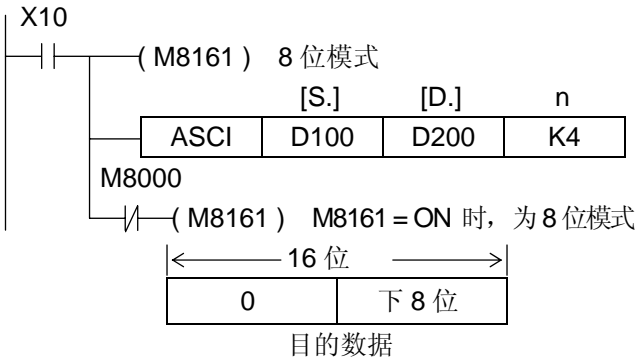 X10
( M8161 ) 8 位模式
[S.] [D.] n
ASCI D100 D200 K4
M8000
( M8161 ) M8161 = ON 时，为 8 位模式
16 位
0 下 8 位
目的数据